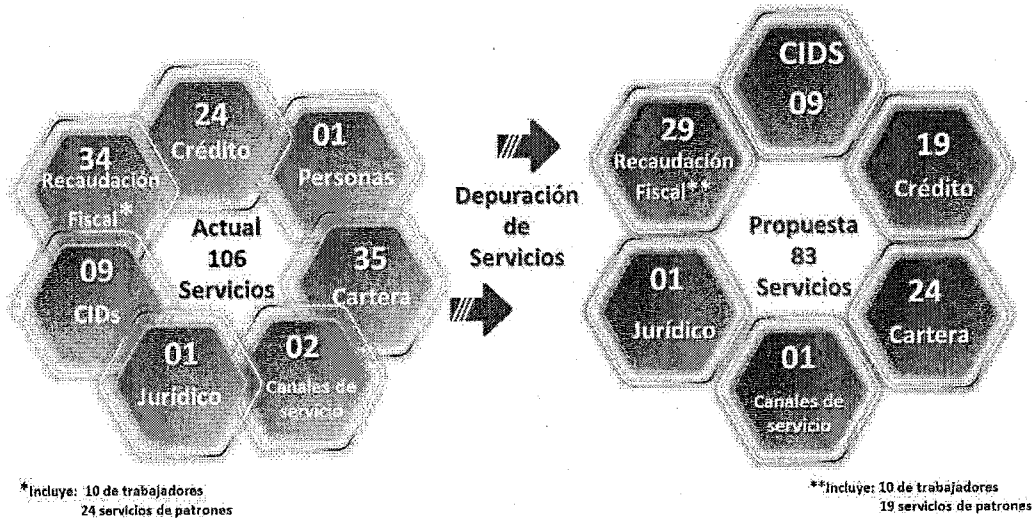 24
Crédito
01
Personas
34
Recaudación
Fiscal*
Actual
106
Servicios
35
Cartera
09
CIDs
01
Jurídico
02
Canales de
servicio
*Incluye: 10 de trabajadores
24 servicios de patrones
Depuración
de
Servicios
CIDS
09
29
Recaudación
Fiscal**
19
Crédito
Propuesta
83
Servicios
01
Jurídico
24
Cartera
01
Canales de
servicio
**Incluye: 10 de trabajadores
19 servicios de patrones